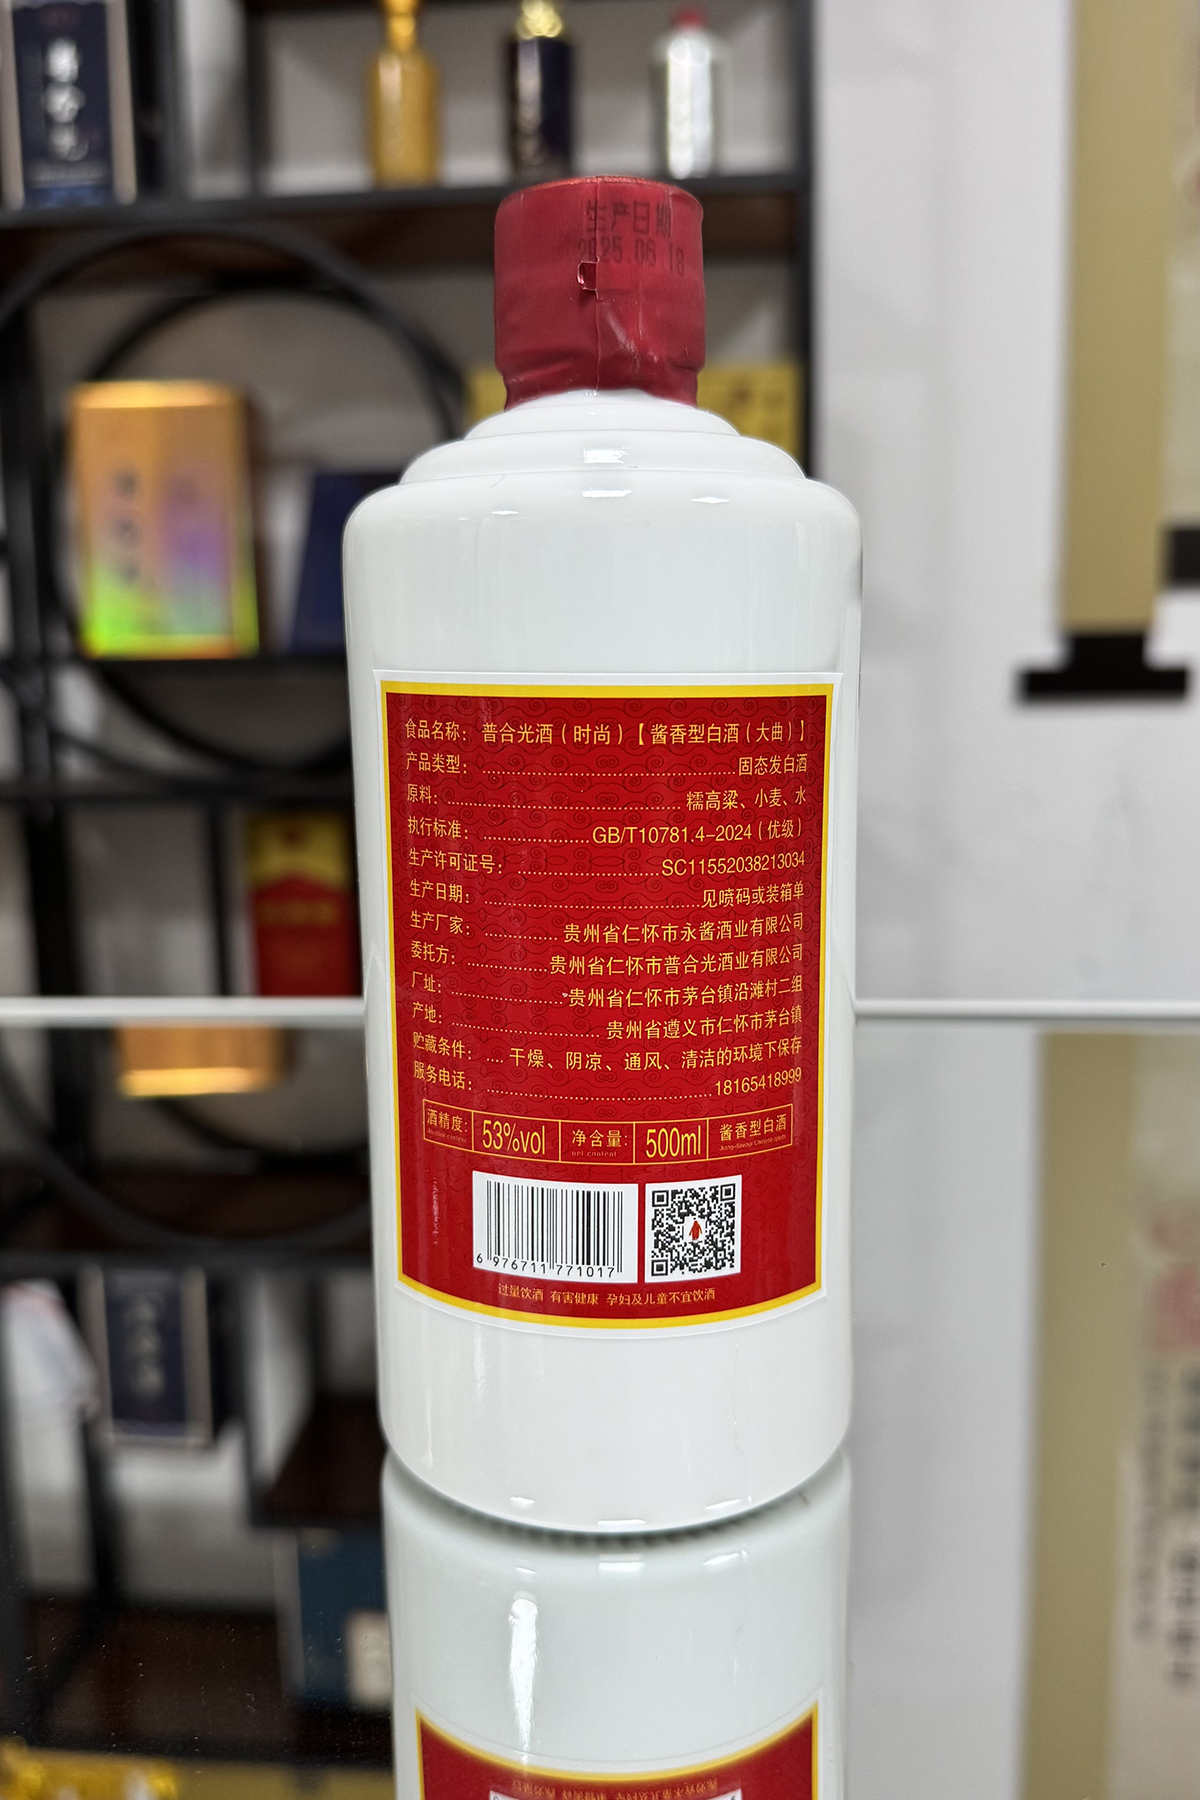 生产日期
2025.06.18
食品名称：普合光酒（时尚）【酱香型白酒（大曲）】
产品类型：固态发白酒
原料：糯高粱、小麦、水
执行标准：GB/T10781.4-2024（优级）
生产许可证号：SC11552038213034
生产日期：见喷码或装箱单
生产厂家：贵州省仁怀市永酱酒业有限公司
委托方：贵州省仁怀市普合光酒业有限公司
厂址：贵州省仁怀市茅台镇沿滩村二组
产地：贵州省遵义市仁怀市茅台镇
贮藏条件：干燥、阴凉、通风、清洁的环境下保存
服务电话：18165418999
酒精度： 53%vol 净含量： 500ml 酱香型白酒
Alcohol content net content
6 976711 771017
过量饮酒 有害健康 孕妇及儿童不宜饮酒